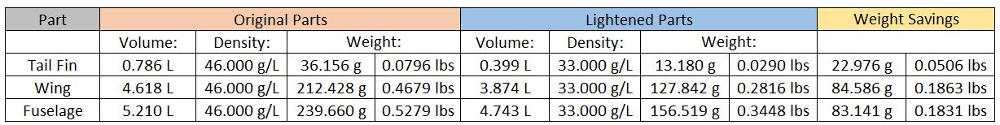 Part Original Parts Lightened Parts Weight Savings
Volume: Density: Weight: Volume: Density: Weight:
Tail Fin 0.786 L 46.000 g/L 36.156 g 0.0796 lbs 0.399 L 33.000 g/L 13.180 g 0.0290 lbs 22.976 g 0.0506 lbs
Wing 4.618 L 46.000 g/L 212.428 g 0.4679 lbs 3.874 L 33.000 g/L 127.842 g 0.2816 lbs 84.586 g 0.1863 lbs
Fuselage 5.210 L 46.000 g/L 239.660 g 0.5279 lbs 4.743 L 33.000 g/L 156.519 g 0.3448 lbs 83.141 g 0.1831 lbs